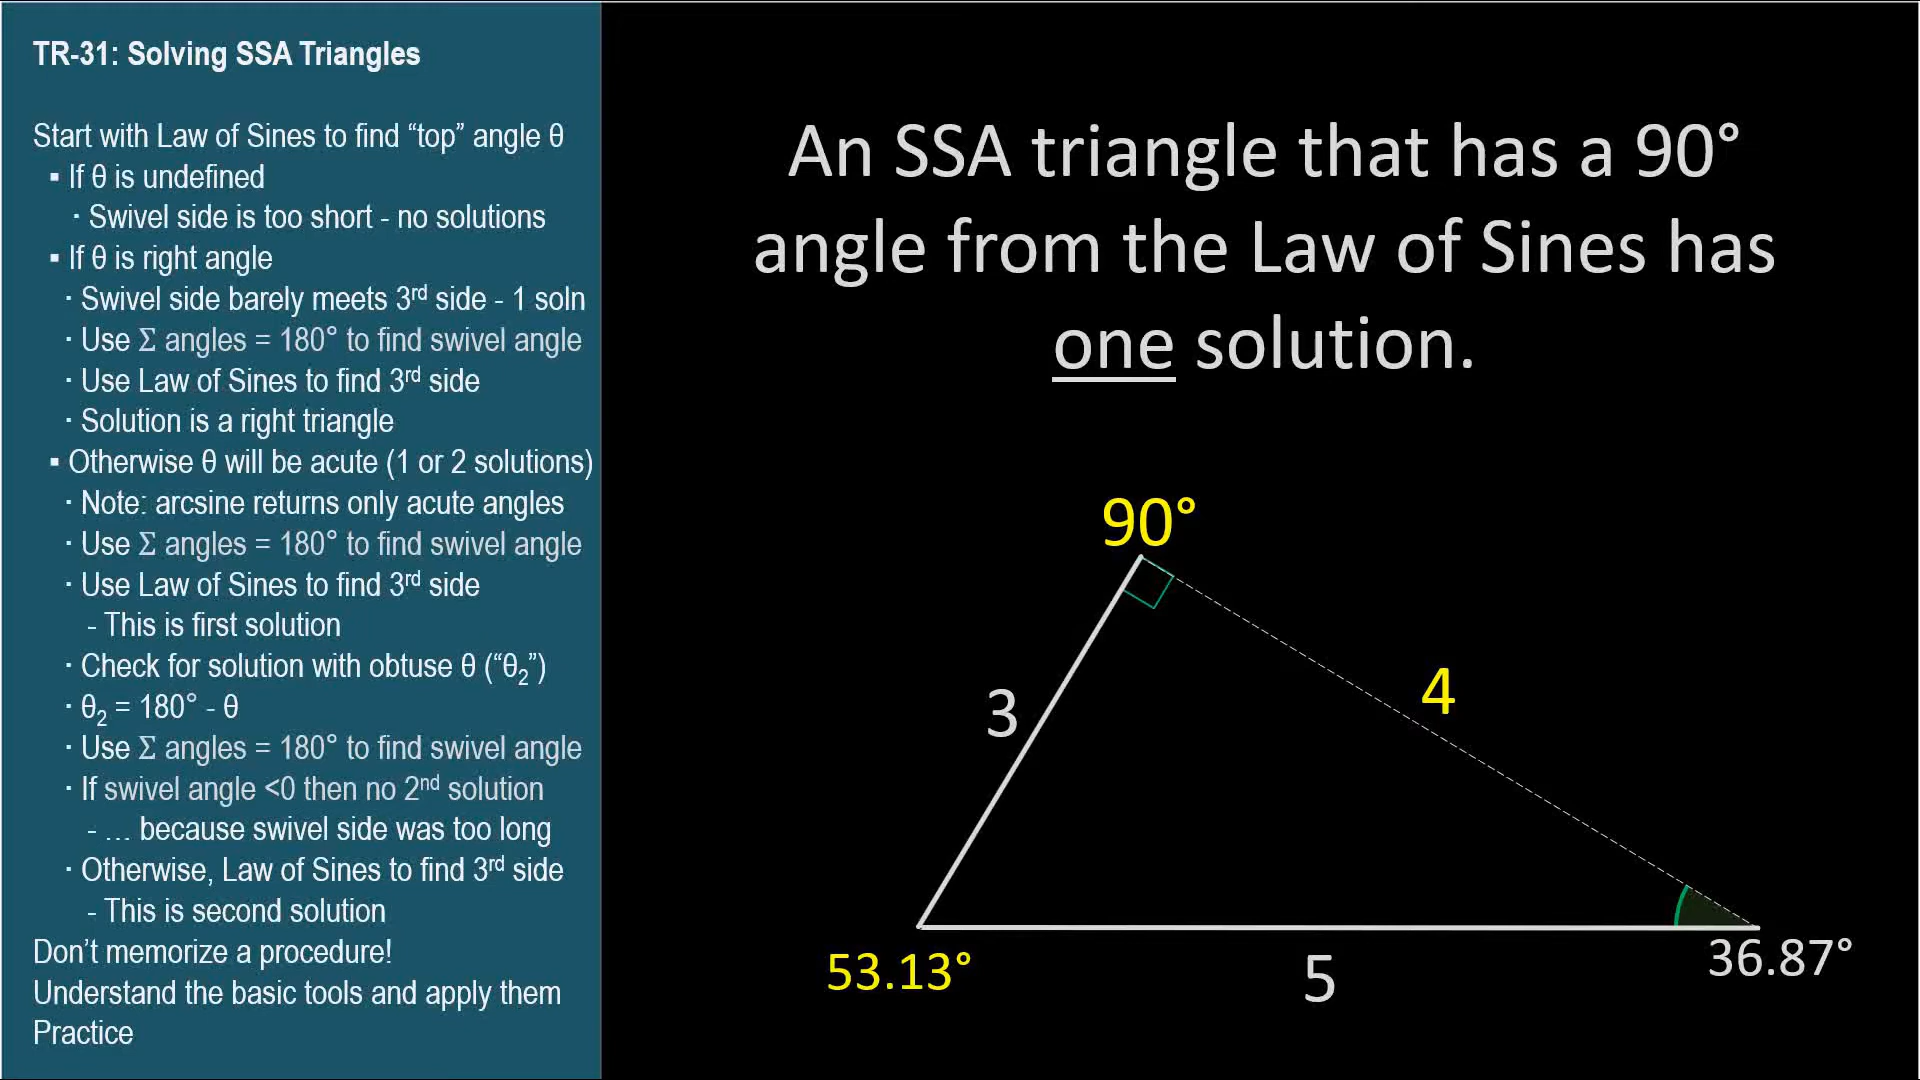 TR-31: Solving SSA Triangles
Start with Law of Sines to find “top” angle θ
▪ If θ is undefined
· Swivel side is too short - no solutions
▪ If θ is right angle
· Swivel side barely meets 3rd side - 1 soln
· Use Σ angles = 180° to find swivel angle
· Use Law of Sines to find 3rd side
· Solution is a right triangle
▪ Otherwise θ will be acute (1 or 2 solutions)
· Note: arcsine returns only acute angles
· Use Σ angles = 180° to find swivel angle
· Use Law of Sines to find 3rd side
- This is first solution
· Check for solution with obtuse θ (“θ2”)
· θ2 = 180° - θ
· Use Σ angles = 180° to find swivel angle
· If swivel angle <0 then no 2nd solution
- … because swivel side was too long
· Otherwise, Law of Sines to find 3rd side
- This is second solution
Don’t memorize a procedure!
Understand the basic tools and apply them
Practice
An SSA triangle that has a 90°
angle from the Law of Sines has
one solution.
90°
3
4
53.13°
5
36.87°